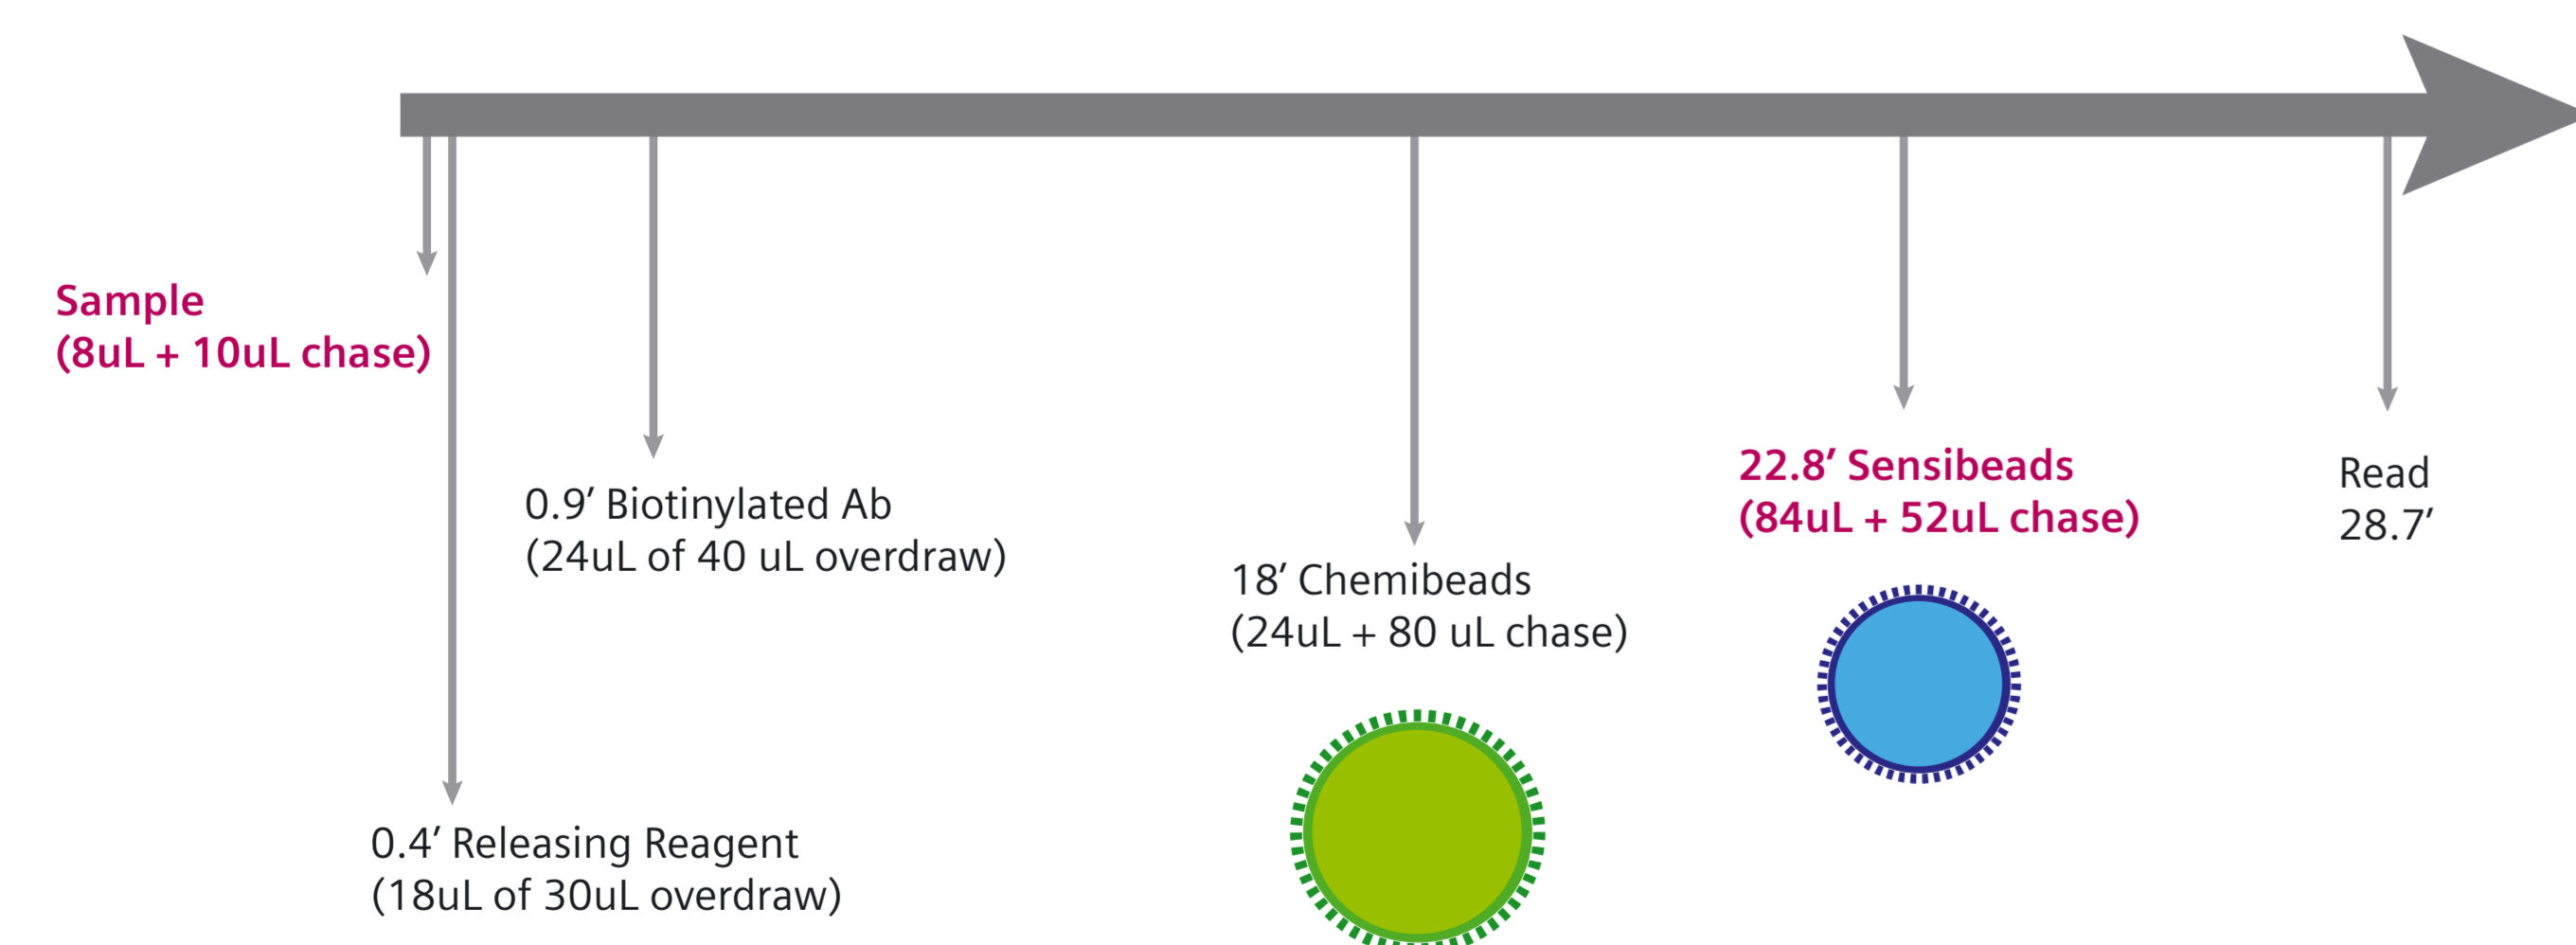 Sample
(8uL + 10uL chase)
0.4′ Releasing Reagent
(18uL of 30uL overdraw)
0.9′ Biotinylated Ab
(24uL of 40 uL overdraw)
18′ Chemibeads
(24uL + 80 uL chase)
22.8′ Sensibeads
(84uL + 52uL chase)
Read
28.7′